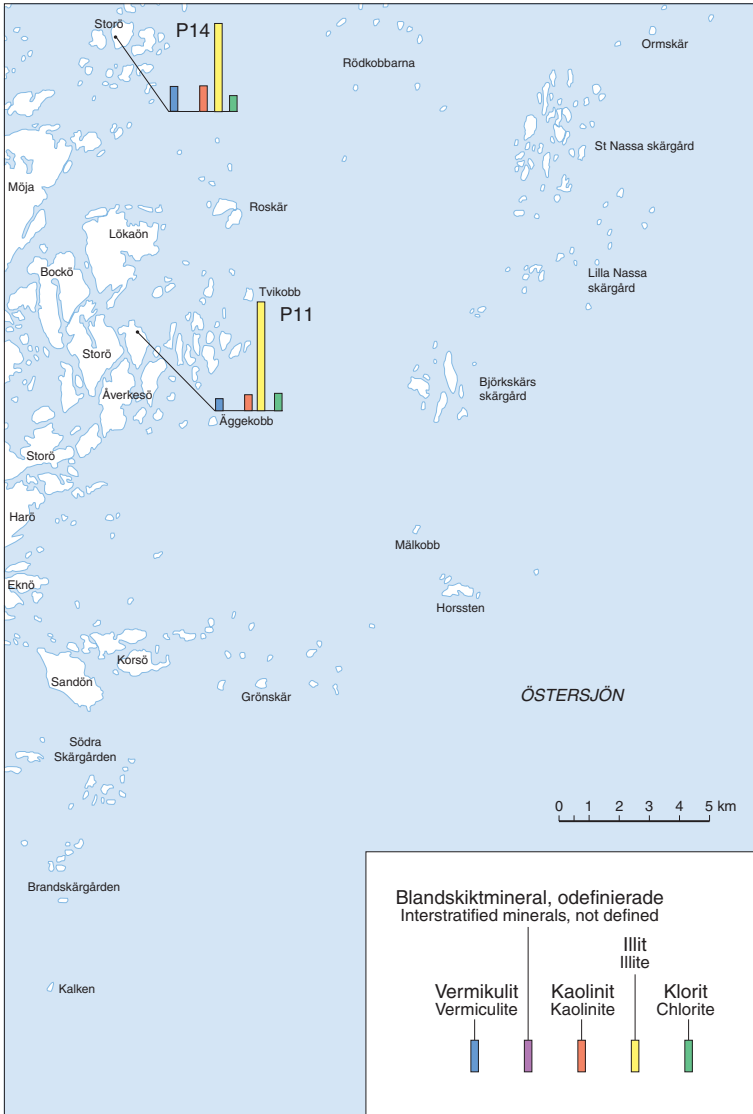 Storö
P14
Rödkobbarna
Ormskär
St Nassa skärgård
Möja
Roskär
Lökaön
Bockö
Lilla Nassa
skärgård
Tvikobb
P11
Storö
Björkskärs
skärgård
Åverkesö
Äggekobb
Storö
Harö
Mälkobb
Eknö
Horssten
Korsö
Sandön
Grönskär
ÖSTERSJÖN
Södra
Skärgården
0 1 2 3 4 5 km
Brandskärgården
Kalken
Blandskiktmineral, odefinierade
Interstratified minerals, not defined
Illit
Illite
Vermikulit
Vermiculite
Kaolinit
Kaolinite
Klorit
Chlorite